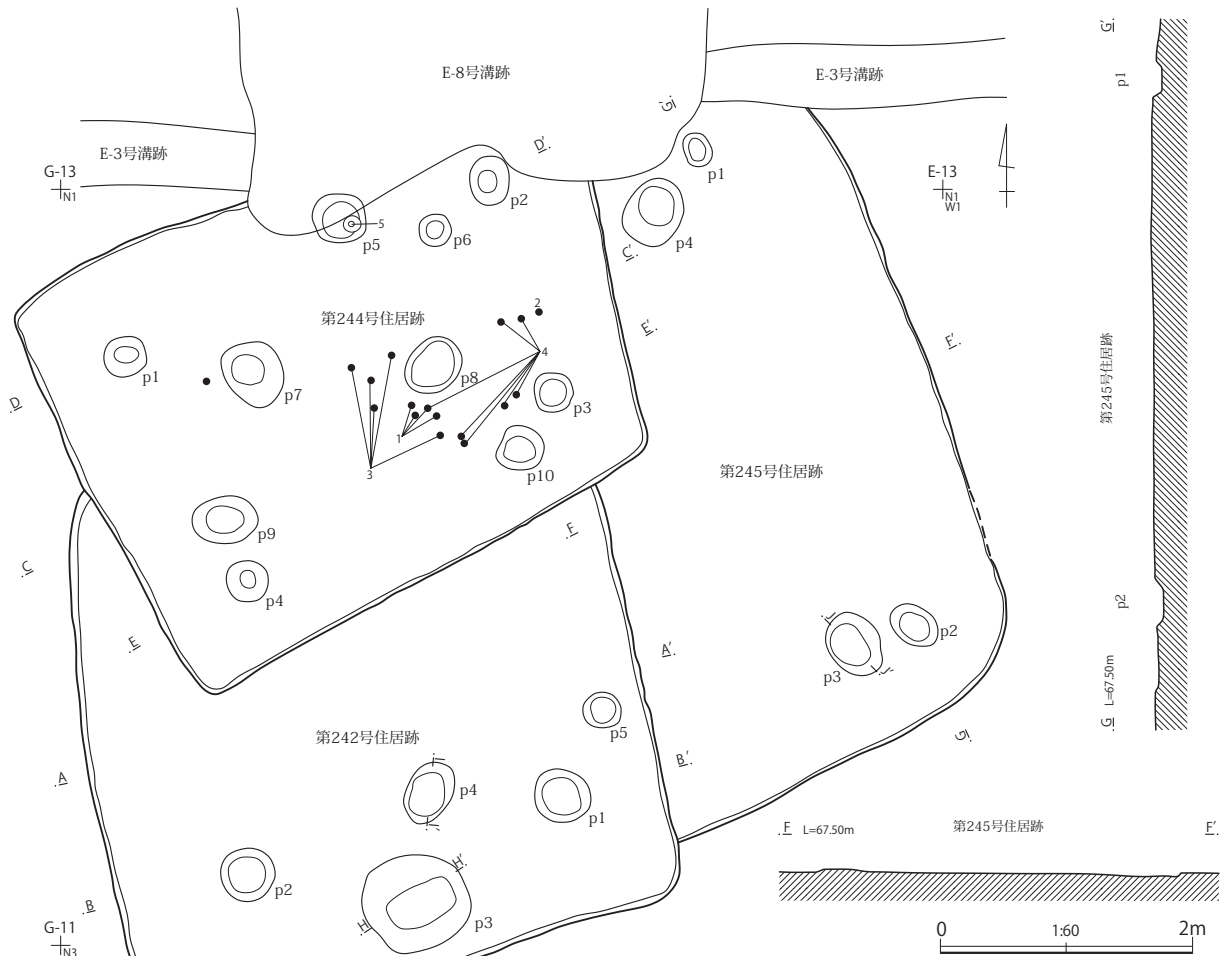 E-8号溝跡
E-3号溝跡
E-3号溝跡
G'
D'
G'
p1
G-13
N1
E-13
N1
W1
p1
p2
p5
5
p6
p4
C'
第244号住居跡
2
E'
F'
4
p1
p7
p8
p3
D
1
3
p10
第245号住居跡
第245号住居跡
p9
F
C
p4
E
p2
J
J'
p2
p3
A'
G L=67.50m
p5
G
第242号住居跡
B'
A
I
p4
I'
p1
F L=67.50m
第245号住居跡
F'
H'
p2
p3
H
B
G-11
N3
0
1:60
2m